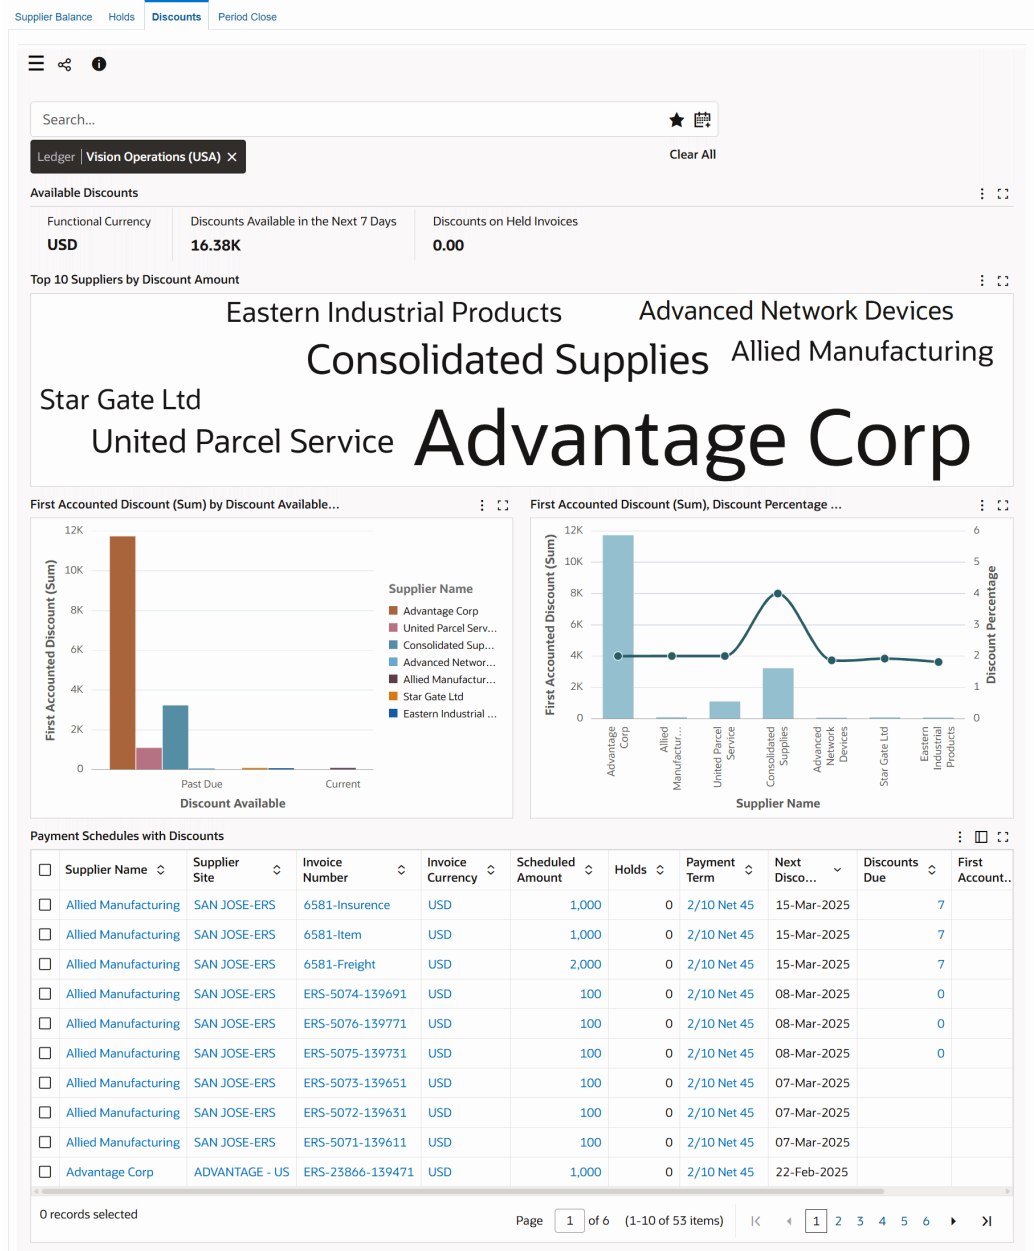 Supplier Balance Holds Discounts Period Close
Search...
Ledger Vision Operations (USA)
Clear All
Available Discounts
Functional Currency Discounts Available in the Next 7 Days Discounts on Held Invoices
USD 16.38K 0.00
Top 10 Suppliers by Discount Amount
Eastern Industrial Products Advanced Network Devices
Consolidated Supplies Allied Manufacturing
Star Gate Ltd
United Parcel Service Advantage Corp
First Accounted Discount (Sum) by Discount Available...
12K
10K
8K
6K
4K
2K
0
First Accounted Discount (Sum)
Past Due Current
Discount Available
Supplier Name
Advantage Corp
United Parcel Serv...
Consolidated Sup...
Advanced Networ...
Allied Manufactur...
Star Gate Ltd
Eastern Industrial ...
First Accounted Discount (Sum), Discount Percentage ...
12K
10K
8K
6K
4K
2K
0
First Accounted Discount (Sum)
6
5
4
3
2
1
0
Discount Percentage
Advantage
Corp
Allied
Manufactur...
United Parcel
Service
Consolidated
Supplies
Advanced
Network
Devices
Star Gate Ltd
Eastern
Industrial
Products
Supplier Name
Payment Schedules with Discounts
Supplier Name Supplier Site Invoice Number Invoice Currency Scheduled Amount Holds Payment Term Next Disco... Discounts Due First Account..
Allied Manufacturing SAN JOSE-ERS 6581-Insurence USD 1,000 0 2/10 Net 45 15-Mar-2025 7
Allied Manufacturing SAN JOSE-ERS 6581-Item USD 1,000 0 2/10 Net 45 15-Mar-2025 7
Allied Manufacturing SAN JOSE-ERS 6581-Freight USD 2,000 0 2/10 Net 45 15-Mar-2025 7
Allied Manufacturing SAN JOSE-ERS ERS-5074-139691 USD 100 0 2/10 Net 45 08-Mar-2025 0
Allied Manufacturing SAN JOSE-ERS ERS-5076-139771 USD 100 0 2/10 Net 45 08-Mar-2025 0
Allied Manufacturing SAN JOSE-ERS ERS-5075-139731 USD 100 0 2/10 Net 45 08-Mar-2025 0
Allied Manufacturing SAN JOSE-ERS ERS-5073-139651 USD 100 0 2/10 Net 45 07-Mar-2025
Allied Manufacturing SAN JOSE-ERS ERS-5072-139631 USD 100 0 2/10 Net 45 07-Mar-2025
Allied Manufacturing SAN JOSE-ERS ERS-5071-139611 USD 100 0 2/10 Net 45 07-Mar-2025
Advantage Corp ADVANTAGE - US ERS-23866-139471 USD 1,000 0 2/10 Net 45 22-Feb-2025
0 records selected
Page 1 of 6 (1-10 of 53 items) 1 2 3 4 5 6